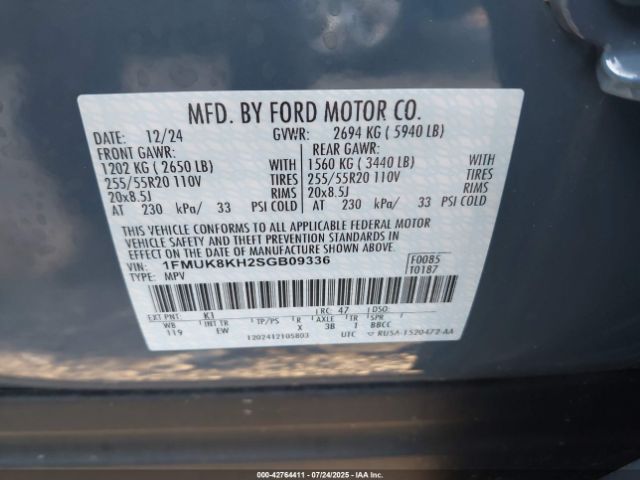 MFD. BY FORD MOTOR CO.
DATE: 12/24 GVWR: 2694 KG ( 5940 LB)
FRONT GAWR: REAR GAWR:
1202 KG ( 2650 LB) WITH 1560 KG ( 3440 LB) WITH
255/55R20 110V TIRES 255/55R20 110V TIRES
20x8.5J RIMS 20x8.5J RIMS
AT 230 kPa/ 33 PSI COLD AT 230 kPa/ 33 PSI COLD
THIS VEHICLE CONFORMS TO ALL APPLICABLE FEDERAL MOTOR
VEHICLE SAFETY AND THEFT PREVENTION STANDARDS IN
EFFECT ON THE DATE OF MANUFACTURE SHOWN ABOVE.
VIN: 1FMUK8KH2SGB09336 F0085
TYPE: MPV T0187
EXT PNT: K1 RC: 47 DSO:
WB INT TR TP/PS R AXLE TR SPR
119 EW X 3B 1 BBCC
1202412105803 UTC RU5A-1520472-AA
000-42764411 - 07/24/2025 - IAAI.COM